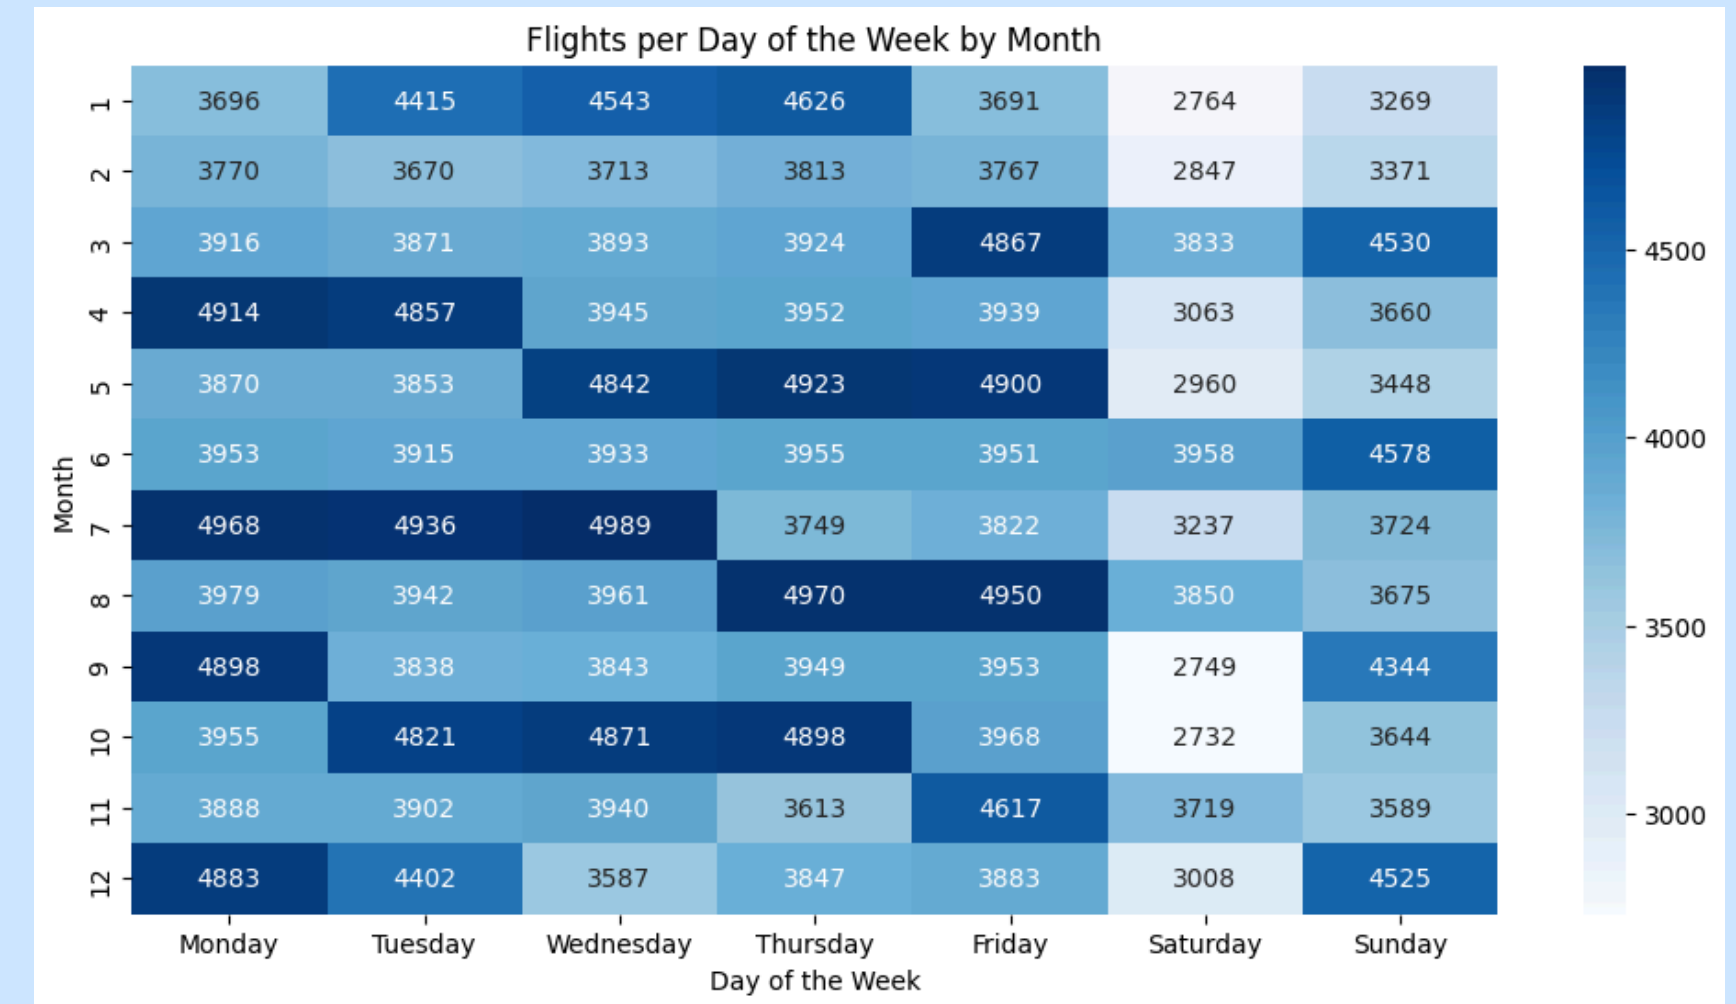 Flights per Day of the Week by Month
1 3696 4415 4543 4626 3691 2764 3269
2 3770 3670 3713 3813 3767 2847 3371
3 3916 3871 3893 3924 4867 3833 4530
4 4914 4857 3945 3952 3939 3063 3660
5 3870 3853 4842 4923 4900 2960 3448
6 3953 3915 3933 3955 3951 3958 4578
7 4968 4936 4989 3749 3822 3237 3724
8 3979 3942 3961 4970 4950 3850 3675
9 4898 3838 3843 3949 3953 2749 4344
10 3955 4821 4871 4898 3968 2732 3644
11 3888 3902 3940 3613 4617 3719 3589
12 4883 4402 3587 3847 3883 3008 4525
Month
Monday Tuesday Wednesday Thursday Friday Saturday Sunday
Day of the Week
4500
4000
3500
3000